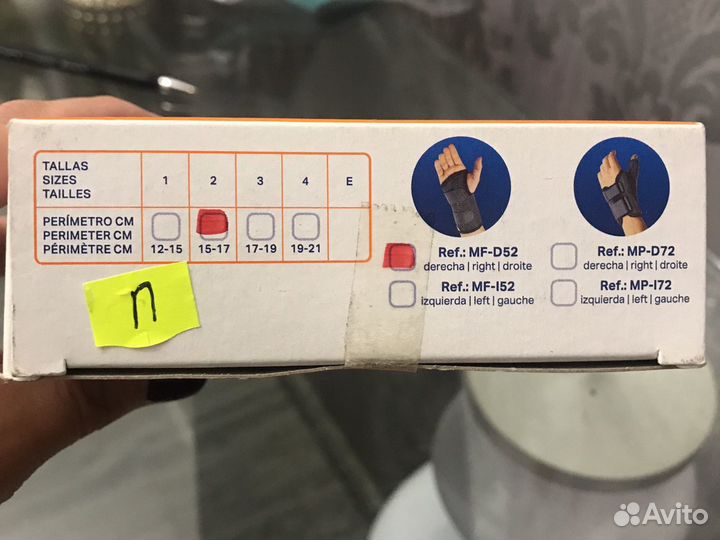 TALLAS
SIZES
TAILLES
1 2 3 4 E
PERÍMETRO CM
PERIMETER CM
PÉRIMÈTRE CM
12-15 15-17 17-19 19-21
n
Ref.: MF-D52
derecha | right | droite
Ref.: MF-I52
izquierda | left | gauche
Ref.: MP-D72
derecha | right | droite
Ref.: MP-I72
izquierda | left | gauche
Avito